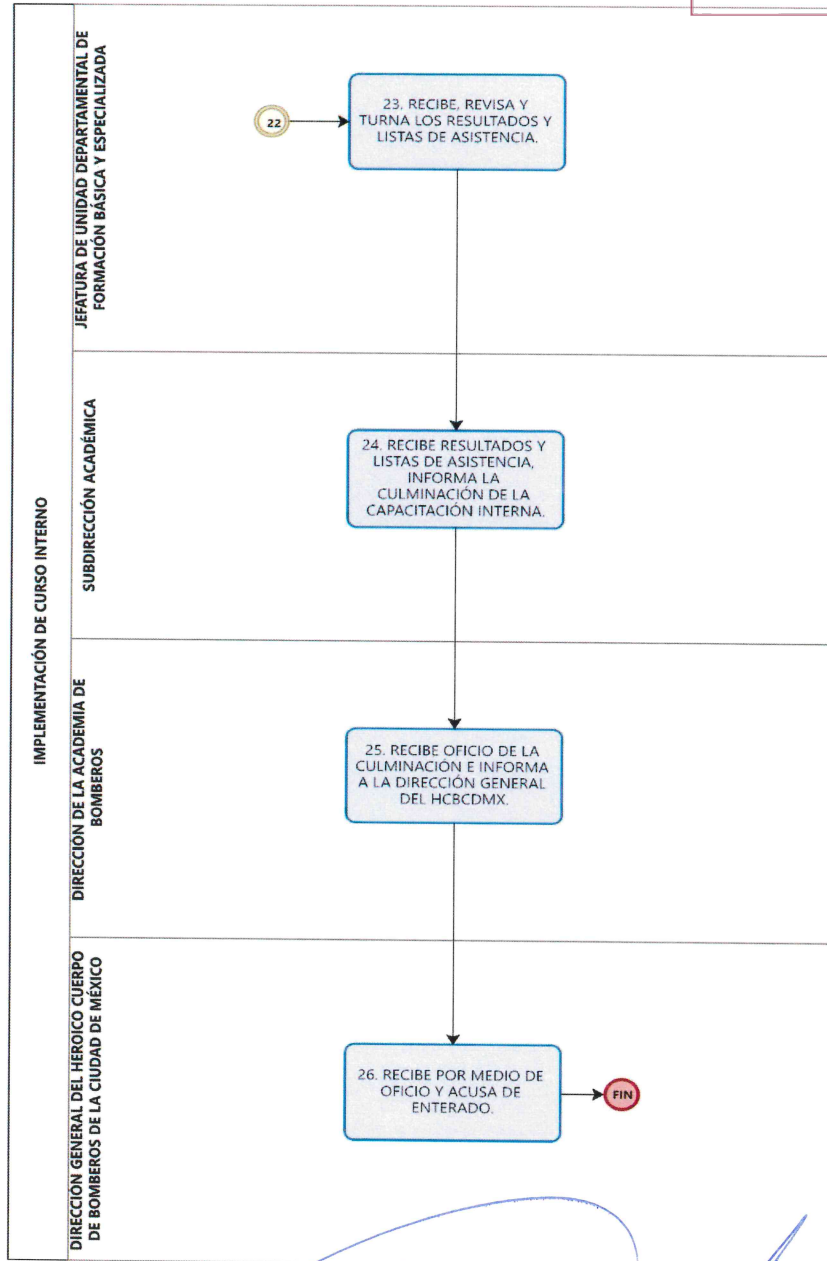 IMPLEMENTACIÓN DE CURSO INTERNO
JEFATURA DE UNIDAD DEPARTAMENTAL DE
FORMACIÓN BÁSICA Y ESPECIALIZADA
22
23. RECIBE, REVISA Y
TURNA LOS RESULTADOS Y
LISTAS DE ASISTENCIA.
SUBDIRECCIÓN ACADÉMICA
24. RECIBE RESULTADOS Y
LISTAS DE ASISTENCIA,
INFORMA LA
CULMINACIÓN DE LA
CAPACITACIÓN INTERNA.
DIRECCIÓN DE LA ACADEMIA DE
BOMBEROS
25. RECIBE OFICIO DE LA
CULMINACIÓN E INFORMA
A LA DIRECCIÓN GENERAL
DEL HCBCDMX.
DIRECCIÓN GENERAL DEL HEROICO CUERPO
DE BOMBEROS DE LA CIUDAD DE MÉXICO
26. RECIBE POR MEDIO DE
OFICIO Y ACUSA DE
ENTERADO.
FIN